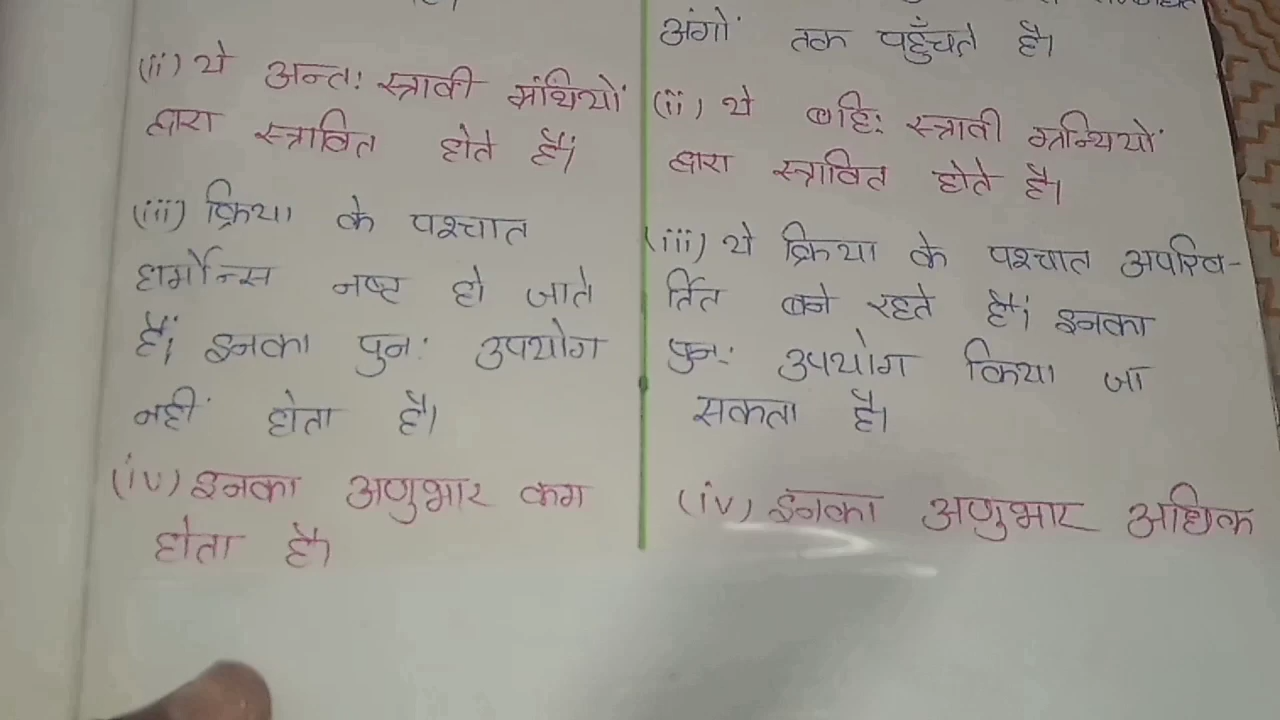 (ii) ये अन्तः स्त्रावी ग्रंथियों
द्वारा स्त्रावित होते हैं।
(iii) क्रिया के पश्चात
हार्मोन्स नष्ट हो जाते
हैं। इनका पुनः उपयोग
नहीं होता है।
(iv) इनका अणुभार कम
होता है।
अंगों तक पहुँचते है।
(ii) ये बहिः स्त्रावी ग्रन्थियों
द्वारा स्त्रावित होते है।
(iii) ये क्रिया के पश्चात अपरिव-
र्तित बने रहते हैं। इनका
पुनः उपयोग किया जा
सकता है।
(iv) इनका अणुभार अधिक